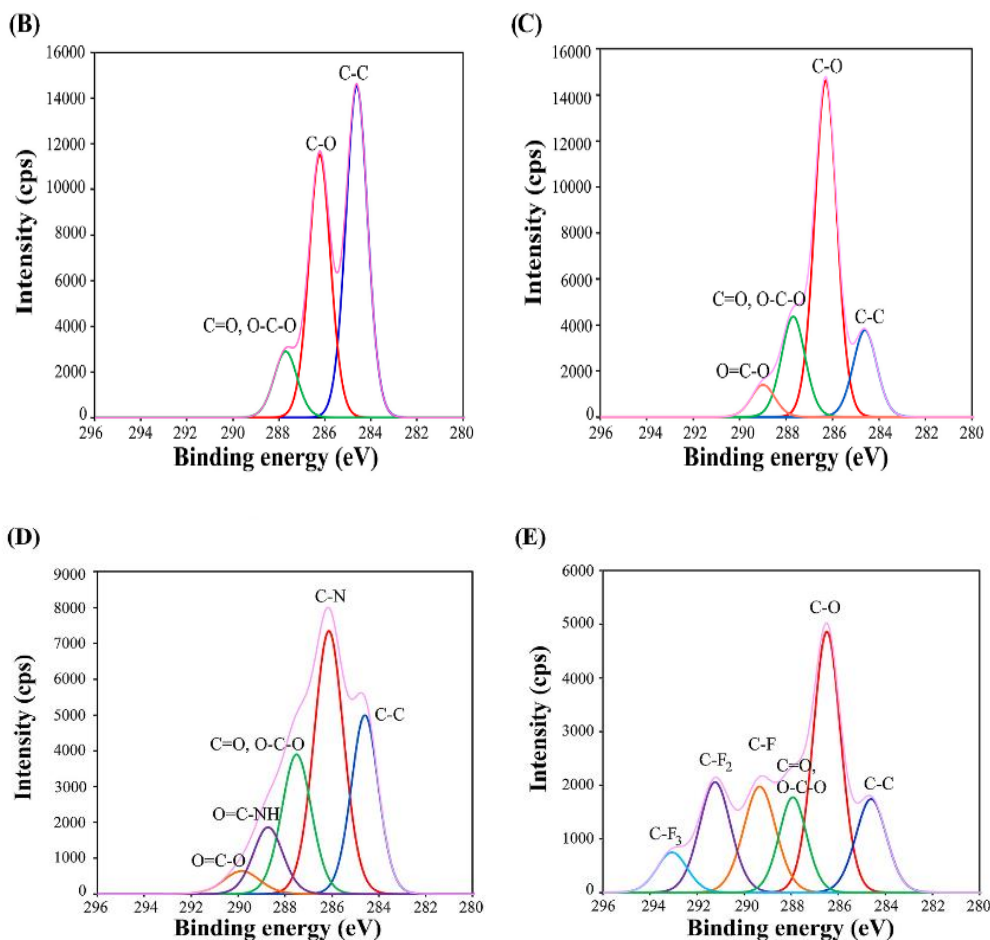 (B)
16000
14000
12000
10000
8000
6000
4000
2000
0
C-C
C-O
C=O, O-C-O
296 294 292 290 288 286 284 282 280
Intensity (cps)
Binding energy (eV)
(C)
16000
14000
12000
10000
8000
6000
4000
2000
0
C-O
C=O, O-C-O
C-C
O=C-O
296 294 292 290 288 286 284 282 280
Intensity (cps)
Binding energy (eV)
(D)
9000
8000
7000
6000
5000
4000
3000
2000
1000
0
C-N
C-C
C=O, O-C-O
O=C-NH
O=C-O
296 294 292 290 288 286 284 282 280
Intensity (cps)
Binding energy (eV)
(E)
6000
5000
4000
3000
2000
1000
0
C-O
C-F
C-F₂
C=O,
O-C-O
C-C
C-F₃
296 294 292 290 288 286 284 282 280
Intensity (cps)
Binding energy (eV)